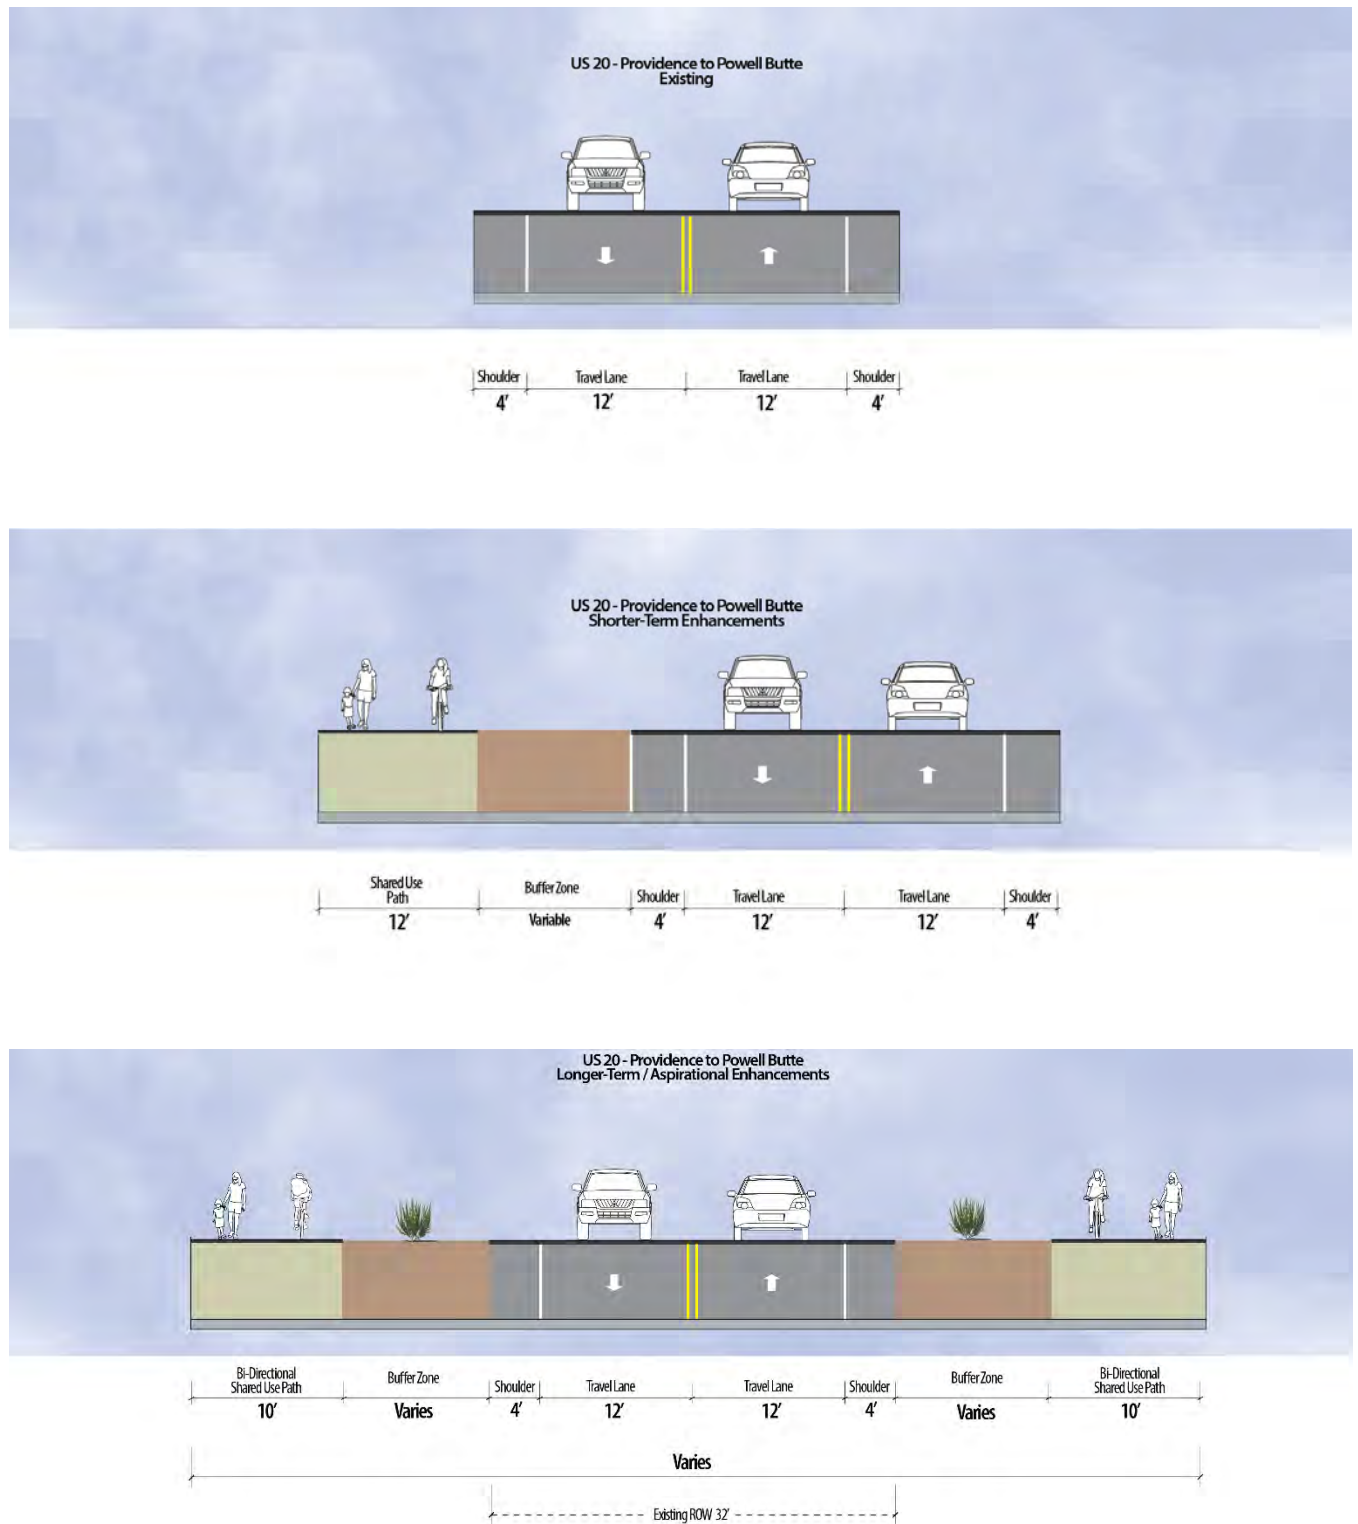 US 20 - Providence to Powell Butte
Existing
Shoulder Travel Lane Travel Lane Shoulder
4' 12' 12' 4'
US 20 - Providence to Powell Butte
Shorter-Term Enhancements
Shared Use
Path
Buffer Zone
Shoulder Travel Lane Travel Lane Shoulder
12' Variable 4' 12' 12' 4'
US 20 - Providence to Powell Butte
Longer-Term / Aspirational Enhancements
Bi-Directional
Shared Use Path
Buffer Zone
Shoulder Travel Lane Travel Lane Shoulder
Buffer Zone
Bi-Directional
Shared Use Path
10' Varies 4' 12' 12' 4' Varies 10'
Varies
Existing ROW 32'